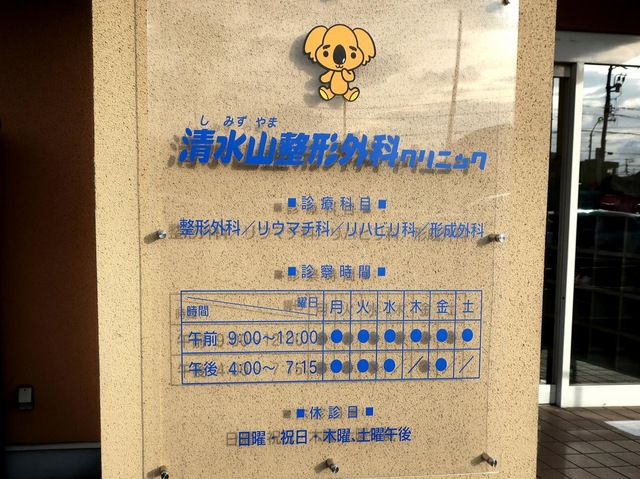 しみずやま
清水山整形外科クリニック
■診療科目■
整形外科/リウマチ科/リハビリ科/形成外科
■診察時間■
時間 曜日 月 火 水 木 金 土
午前 9:00〜12:00 ● ● ● ● ● ●
午後 4:00〜 7:15 ● ● ● / ● /
■休診日■
日曜・祝日・木曜、土曜午後